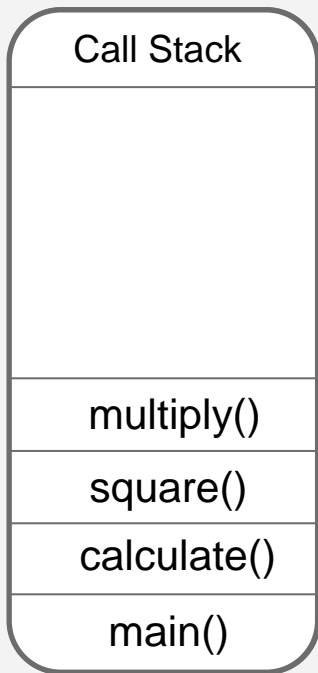 Call Stack
multiply()
square()
calculate()
main()